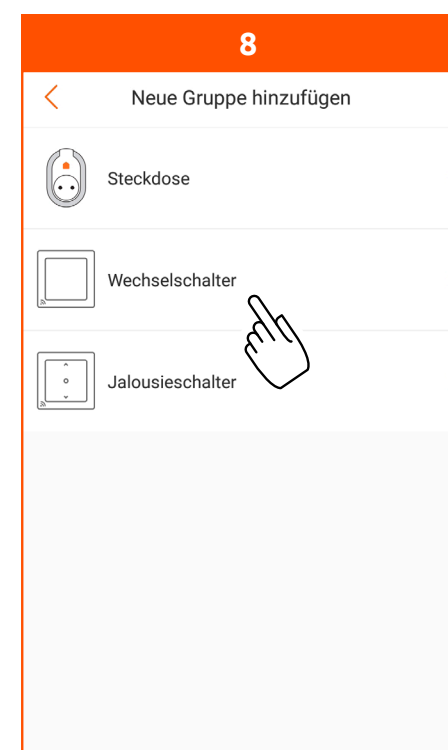 8
Neue Gruppe hinzufügen
Steckdose
Wechselschalter
Jalousieschalter